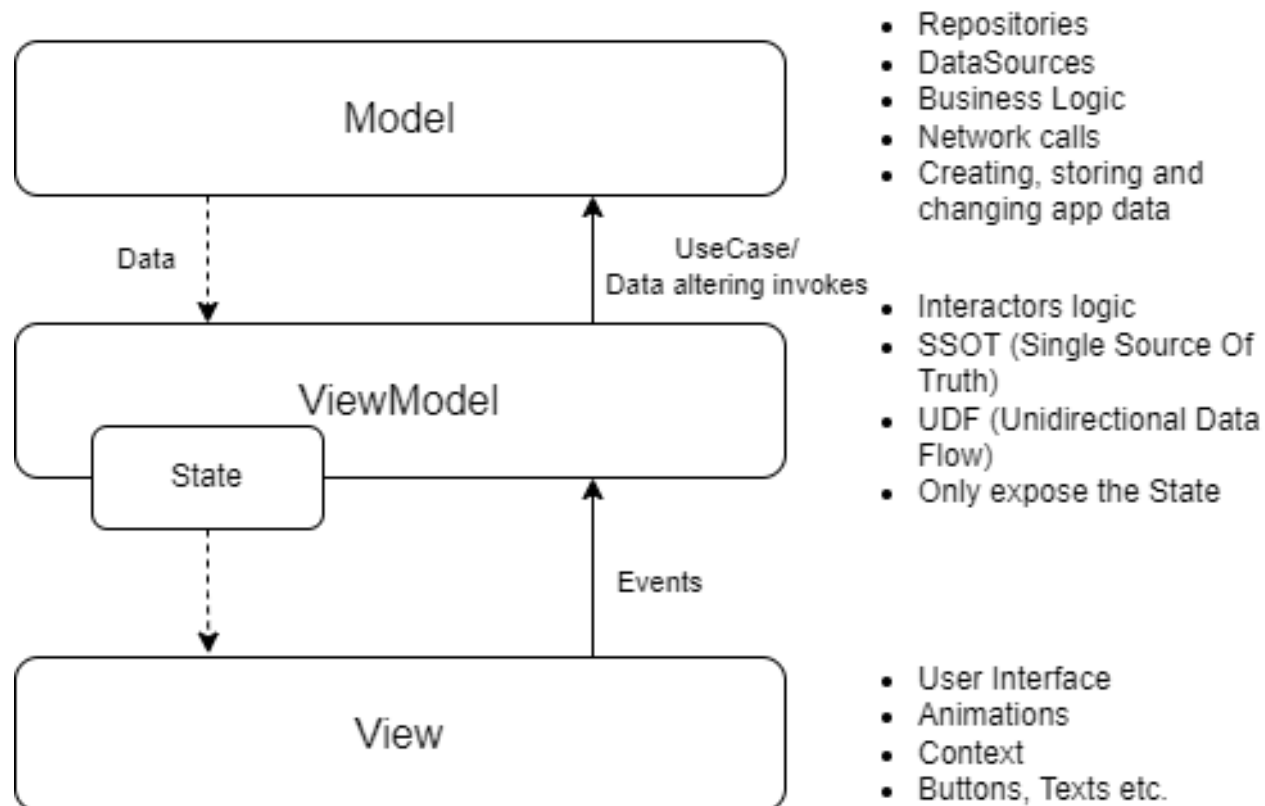 Model
• Repositories
• DataSources
• Business Logic
• Network calls
• Creating, storing and
changing app data
Data
UseCase/
Data altering invokes
ViewModel
State
• Interactors logic
• SSOT (Single Source Of
Truth)
• UDF (Unidirectional Data
Flow)
• Only expose the State
Events
View
• User Interface
• Animations
• Context
• Buttons, Texts etc.